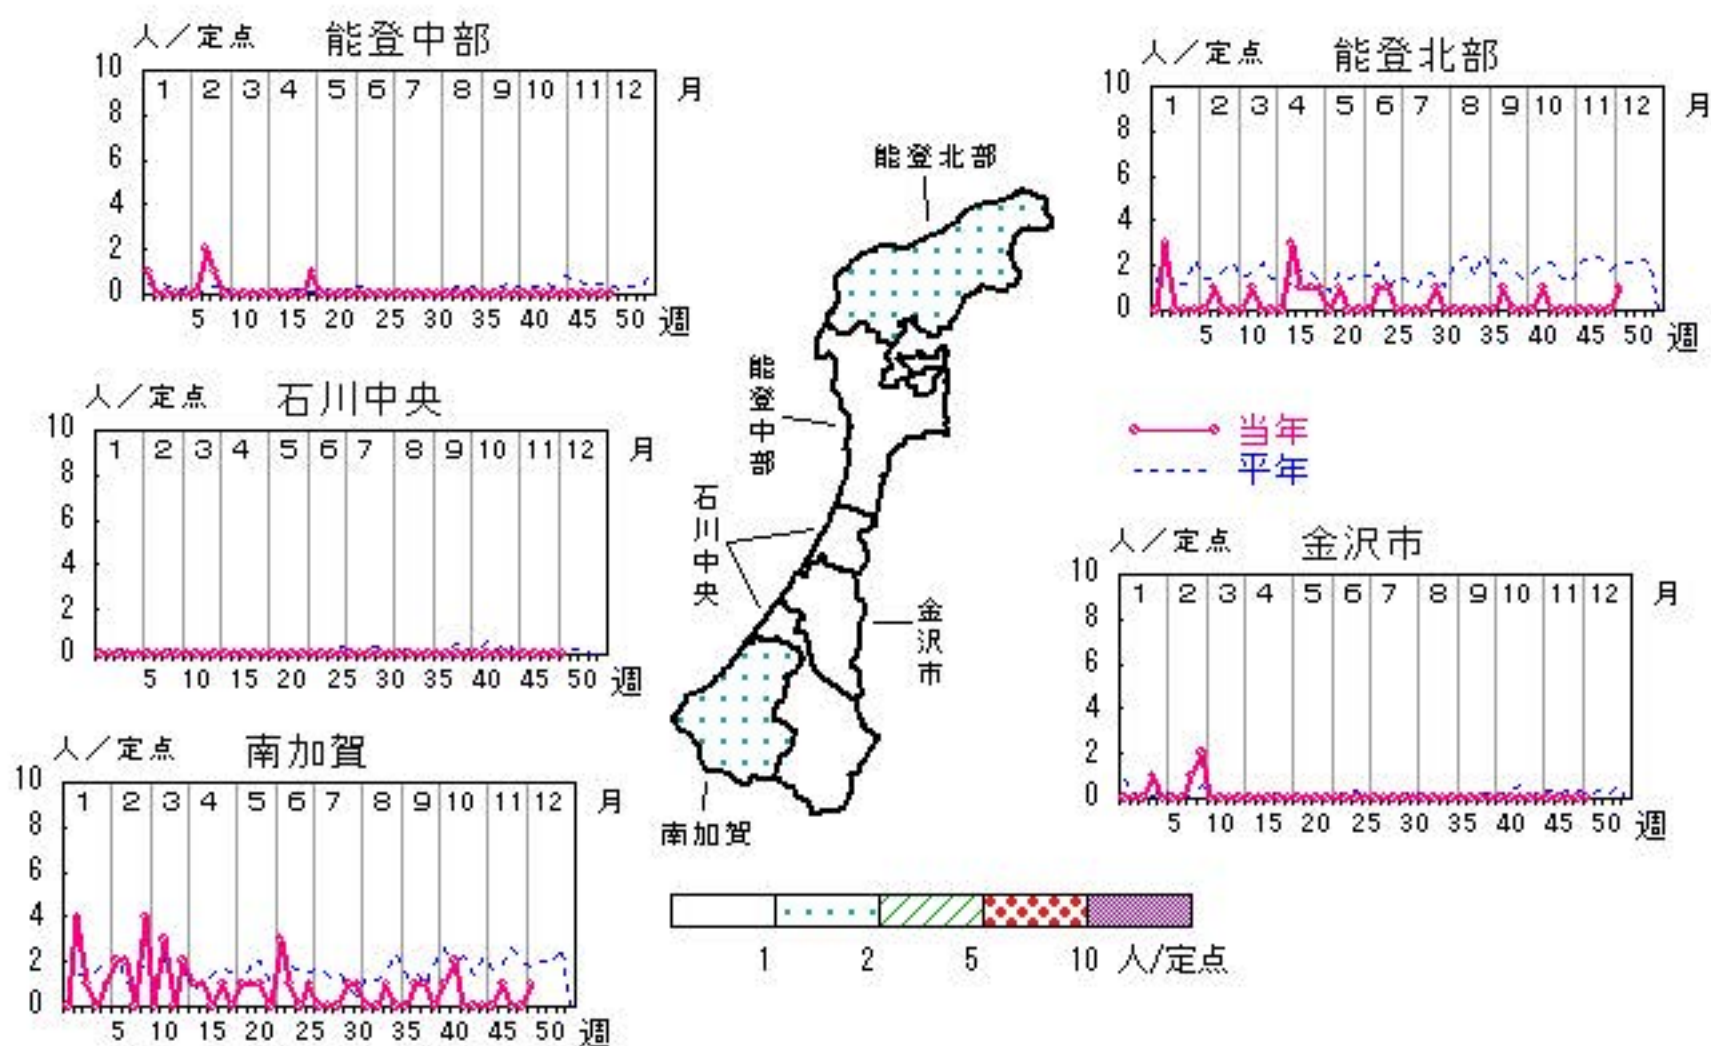 人／定点 能登中部
10 8 6 4 2 0
1 2 3 4 5 6 7 8 9 10 11 12 月
5 10 15 20 25 30 35 40 45 50 週
人／定点 能登北部
10 8 6 4 2 0
1 2 3 4 5 6 7 8 9 10 11 12 月
5 10 15 20 25 30 35 40 45 50 週
能登北部
能登中部
石川中央
金沢市
南加賀
人／定点 石川中央
10 8 6 4 2 0
1 2 3 4 5 6 7 8 9 10 11 12 月
5 10 15 20 25 30 35 40 45 50 週
当年
平年
人／定点 金沢市
10 8 6 4 2 0
1 2 3 4 5 6 7 8 9 10 11 12 月
5 10 15 20 25 30 35 40 45 50 週
人／定点 南加賀
10 8 6 4 2 0
1 2 3 4 5 6 7 8 9 10 11 12 月
5 10 15 20 25 30 35 40 45 50 週
1 2 5 10 人/定点